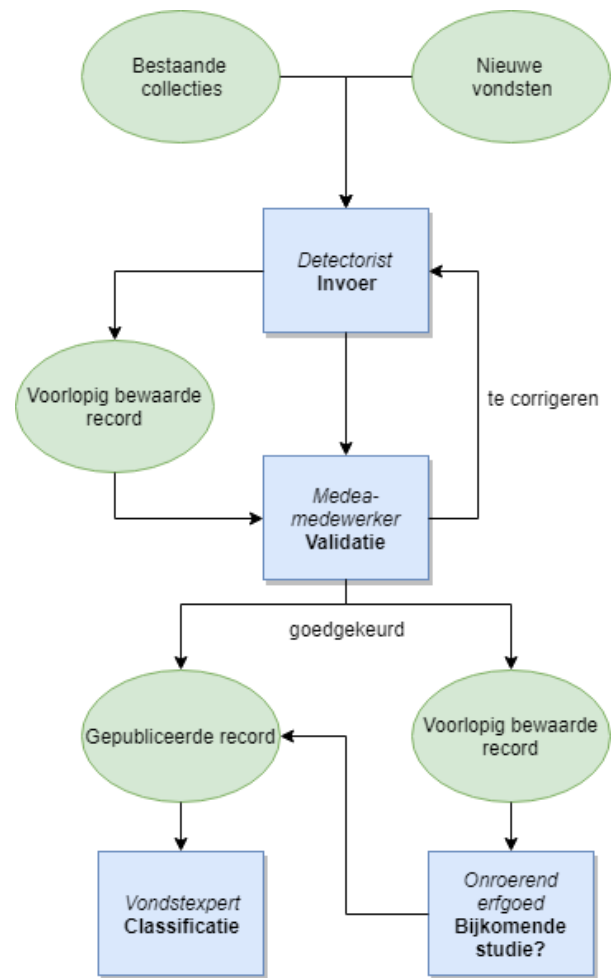 Bestaande
collecties
Nieuwe
vondsten
Detectorist
Invoer
Voorlopig bewaarde
record
te corrigeren
Medea-
medewerker
Validatie
goedgekeurd
Gepubliceerde record
Voorlopig bewaarde
record
Vondstexpert
Classificatie
Onroerend
erfgoed
Bijkomende
studie?